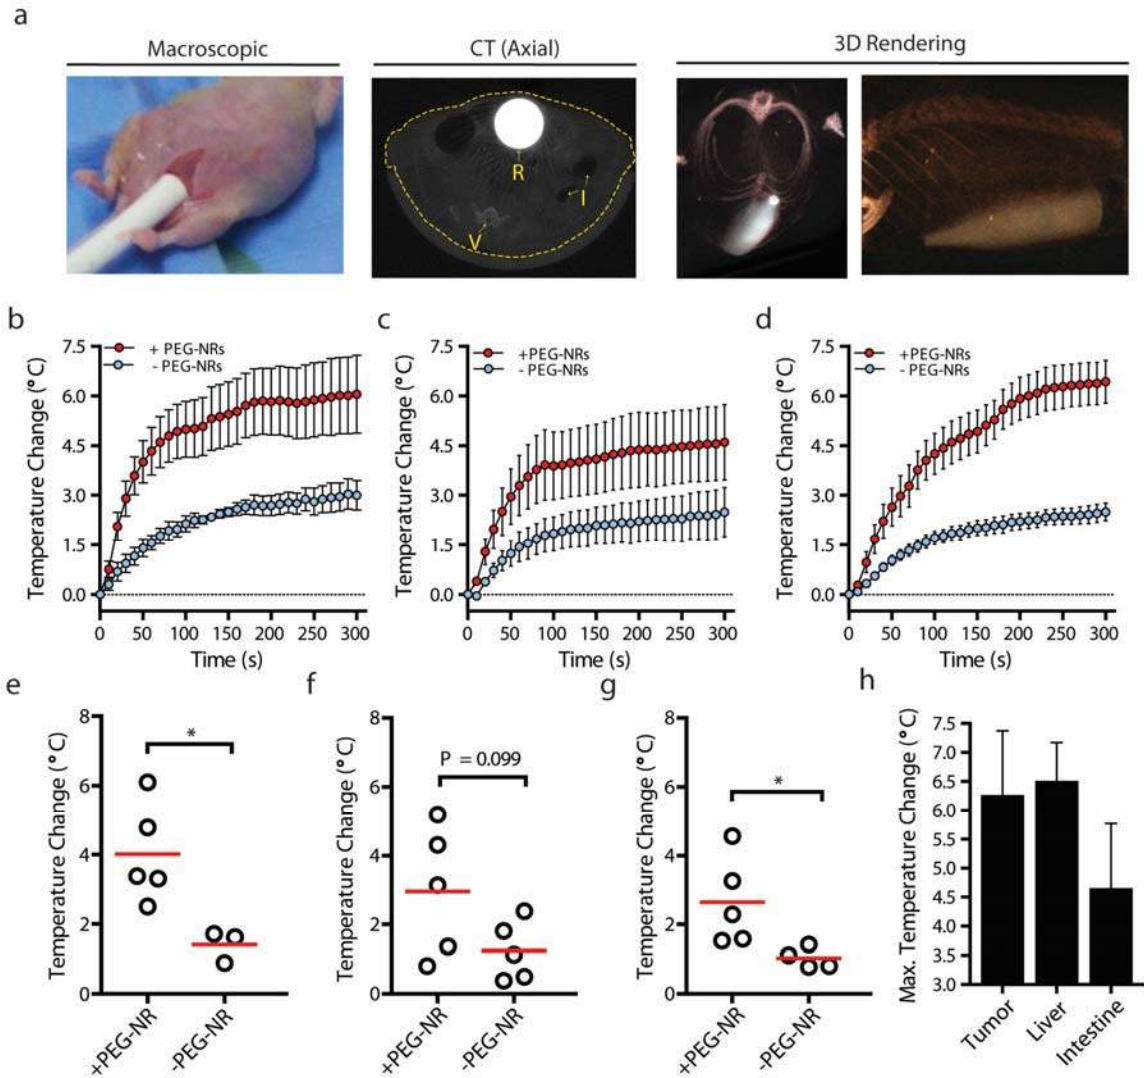 a
Macroscopic
CT (Axial)
3D Rendering
R
I
V
b
c
d
Temperature Change (°C)
7.5
6.0
4.5
3.0
1.5
0.0
+ PEG-NRs
- PEG-NRs
0 50 100 150 200 250 300
Time (s)
Temperature Change (°C)
7.5
6.0
4.5
3.0
1.5
0.0
+PEG-NRs
- PEG-NRs
0 50 100 150 200 250 300
Time (s)
Temperature Change (°C)
7.5
6.0
4.5
3.0
1.5
0.0
+PEG-NRs
- PEG-NRs
0 50 100 150 200 250 300
Time (s)
e
f
g
h
Temperature Change (°C)
8
6
4
2
0
*
+PEG-NR
-PEG-NR
Temperature Change (°C)
8
6
4
2
0
P = 0.099
+PEG-NR
-PEG-NR
Temperature Change (°C)
8
6
4
2
0
*
+PEG-NR
-PEG-NR
Max. Temperature Change (°C)
7.5
7.0
6.5
6.0
5.5
5.0
4.5
4.0
3.5
3.0
Tumor
Liver
Intestine